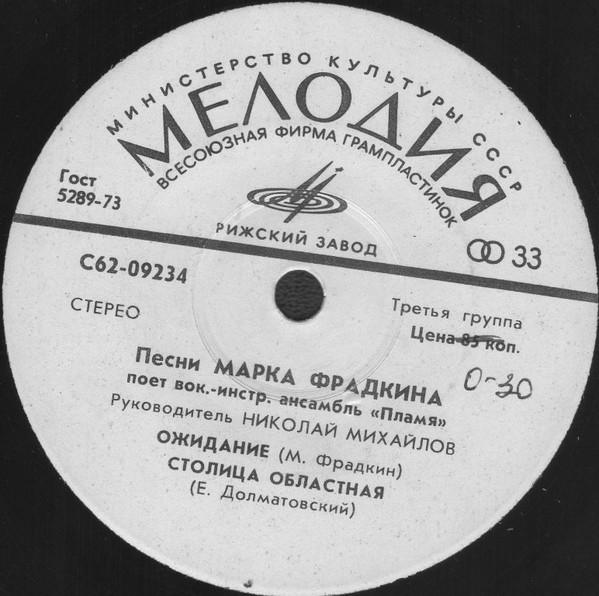 МИНИСТЕРСТВО КУЛЬТУРЫ СССР
МЕЛОДИЯ
ВСЕСОЮЗНАЯ ФИРМА ГРАМПЛАСТИНОК
Гост
5289-73
РИЖСКИЙ ЗАВОД
33
С62-09234
СТЕРЕО
Третья группа
Цена 85 коп.
0-30
Песни МАРКА ФРАДКИНА
поет вок.-инстр. ансамбль «Пламя»
Руководитель НИКОЛАЙ МИХАЙЛОВ
ОЖИДАНИЕ (М. Фрадкин)
СТОЛИЦА ОБЛАСТНАЯ
(Е. Долматовский)